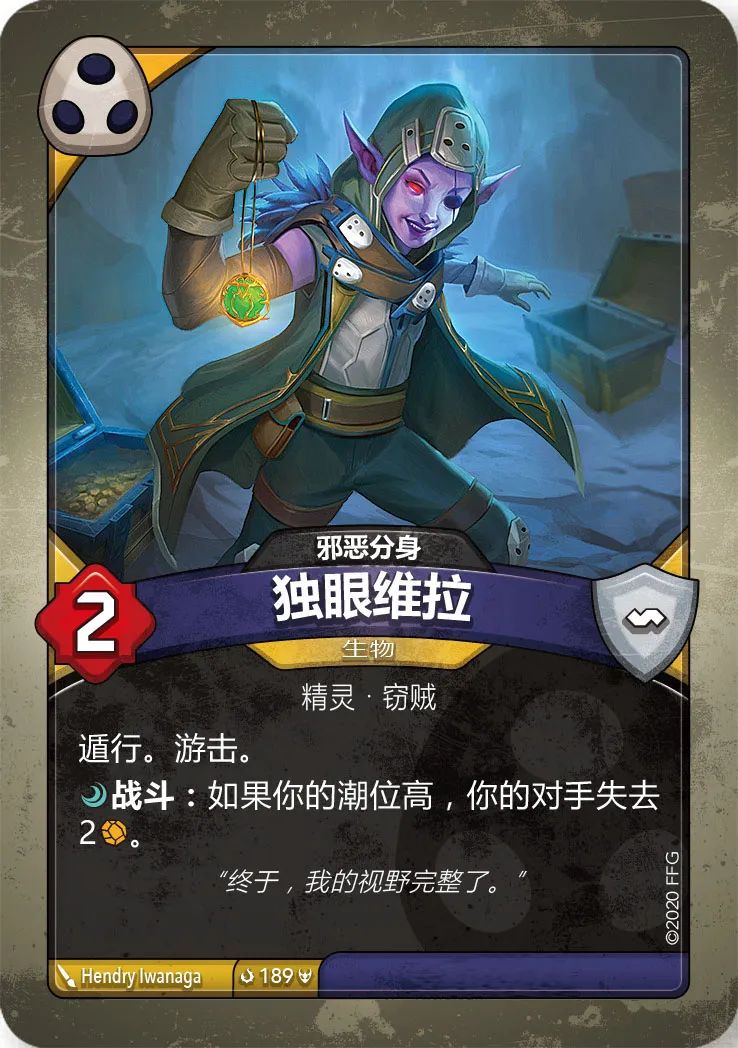 邪恶分身
独眼维拉
2
生物
精灵 · 窃贼
遁行。游击。
战斗：如果你的潮位高，你的对手失去
2。
“终于，我的视野完整了。”
©2020 FFG
Hendry Iwanaga
189